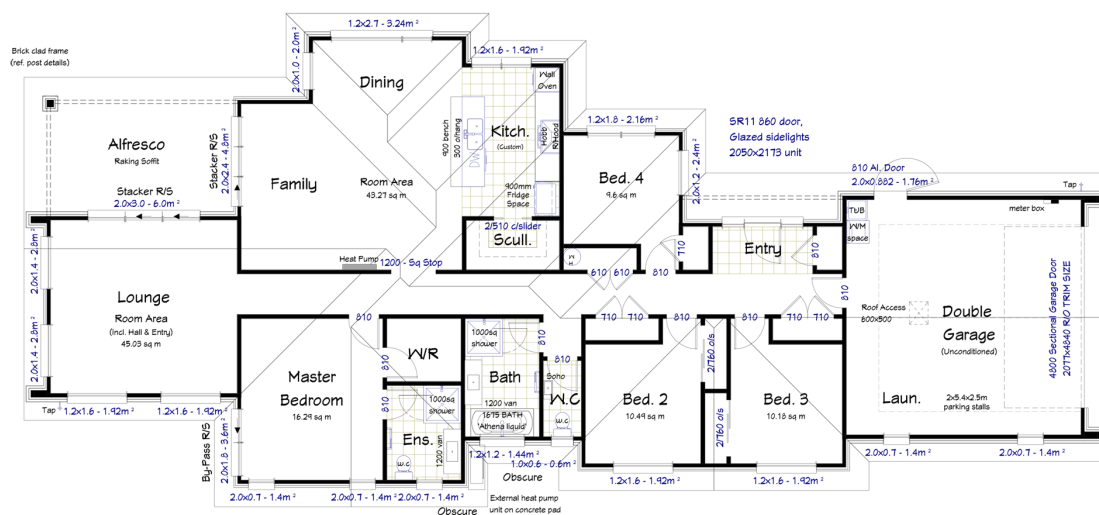 1.2x2.7 - 3.24m²
Brick clad frame
(ref. post details)
2.0x1.0 - 2.0m²
1.2x1.6 - 1.92m²
Dining
Wall
Oven
Alfresco
Raking Soffit
Stacker R/S
2.0x2.4 - 4.8m²
900 bench
300 o/hang
DW
Kitch.
(Custom)
Hobb
R/Hood
1.2x1.8 - 2.16m²
SR11 860 door,
Glazed sidelights
2050x2173 unit
Family
Room Area
43.27 sq m
900mm
Fridge
Space
Bed. 4
9.6 sq m
2.0x1.2 - 2.4m²
810 Al. Door
2.0x0.882 - 1.76m²
Tap
Stacker R/S
2.0x3.0 - 6.0m²
2/510 c/slider
Scull.
TUB
W/M
space
meter box
710
Entry
810
Heat Pump
1200 - Sq Stop
610
610
810
2.0x1.4 - 2.8m²
Lounge
Room Area
(incl. Hall & Entry)
45.03 sq m
2.0x1.4 - 2.8m²
810
Roof Access
600x500
Double
Garage
(Unconditioned)
4800 Sectional Garage Door
2077x4840 R/O TRIM SIZE
810
810
710
710
810
810
710
710
W/R
810
1000sq
shower
810
2/760 o/s
Master
Bedroom
16.29 sq m
Bath
1200 van
Soho
W.C
w.c
Bed. 2
10.49 sq m
Bed. 3
10.18 sq m
Laun.
2x5.4x2.5m
parking stalls
Tap
1.2x1.6 - 1.92m²
1.2x1.6 - 1.92m²
810
1000sq
shower
1675 BATH
'Athena liquid'
2/760 o/s
By-Pass R/S
2.0x1.8 - 3.6m²
Ens.
1200 van
w.c
1.2x1.2 - 1.44m²
1.0x0.6 - 0.6m²
2.0x0.7 - 1.4m²
2.0x0.7 - 1.4m²
Obscure
1.2x1.6 - 1.92m²
1.2x1.6 - 1.92m²
2.0x0.7 - 1.4m²
2.0x0.7 - 1.4m²
2.0x0.7 - 1.4m²
External heat pump
unit on concrete pad
Obscure